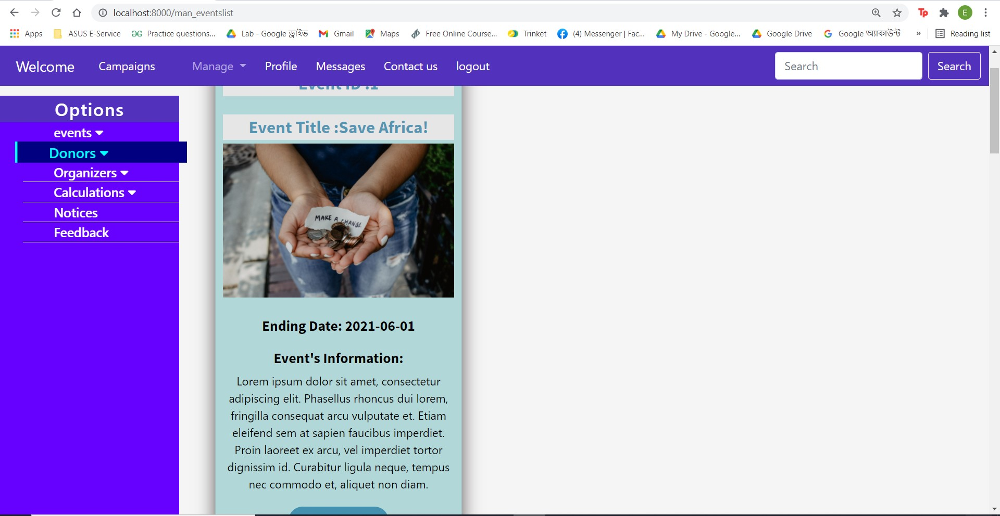 localhost:8000/man_eventslist
Tp
E
Apps
ASUS E-Service
Practice questions...
Lab - Google ড্রাইভ
Gmail
Maps
Free Online Course...
Trinket
(4) Messenger | Fac...
My Drive - Google...
Google Drive
Google অ্যাকাউন্ট
»
Reading list
Welcome
Campaigns
Manage
Profile
Messages
Contact us
logout
Search
Search
Options
events
Donors
Organizers
Calculations
Notices
Feedback
Event ID :1
Event Title :Save Africa!
MAKE A CHANGE
Ending Date: 2021-06-01
Event's Information:
Lorem ipsum dolor sit amet, consectetur
adipiscing elit. Phasellus rhoncus dui lorem,
fringilla consequat arcu vulputate et. Etiam
eleifend sem at sapien faucibus imperdiet.
Proin laoreet ex arcu, vel imperdiet tortor
dignissim id. Curabitur ligula neque, tempus
nec commodo et, aliquet non diam.